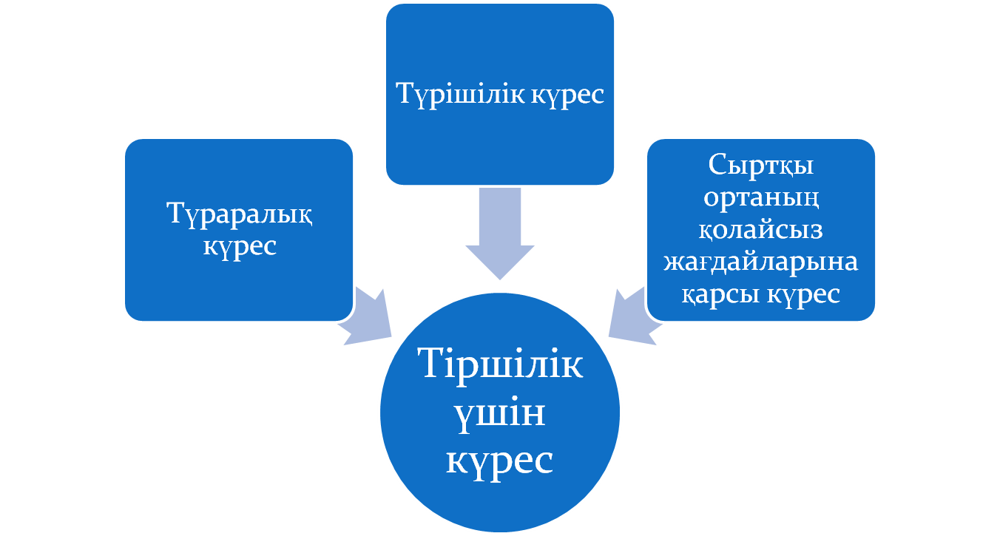 Түрішілік күрес
Түраралық
күрес
Сыртқы
ортаның
қолайсыз
жағдайларына
қарсы күрес
Тіршілік
үшін
күрес